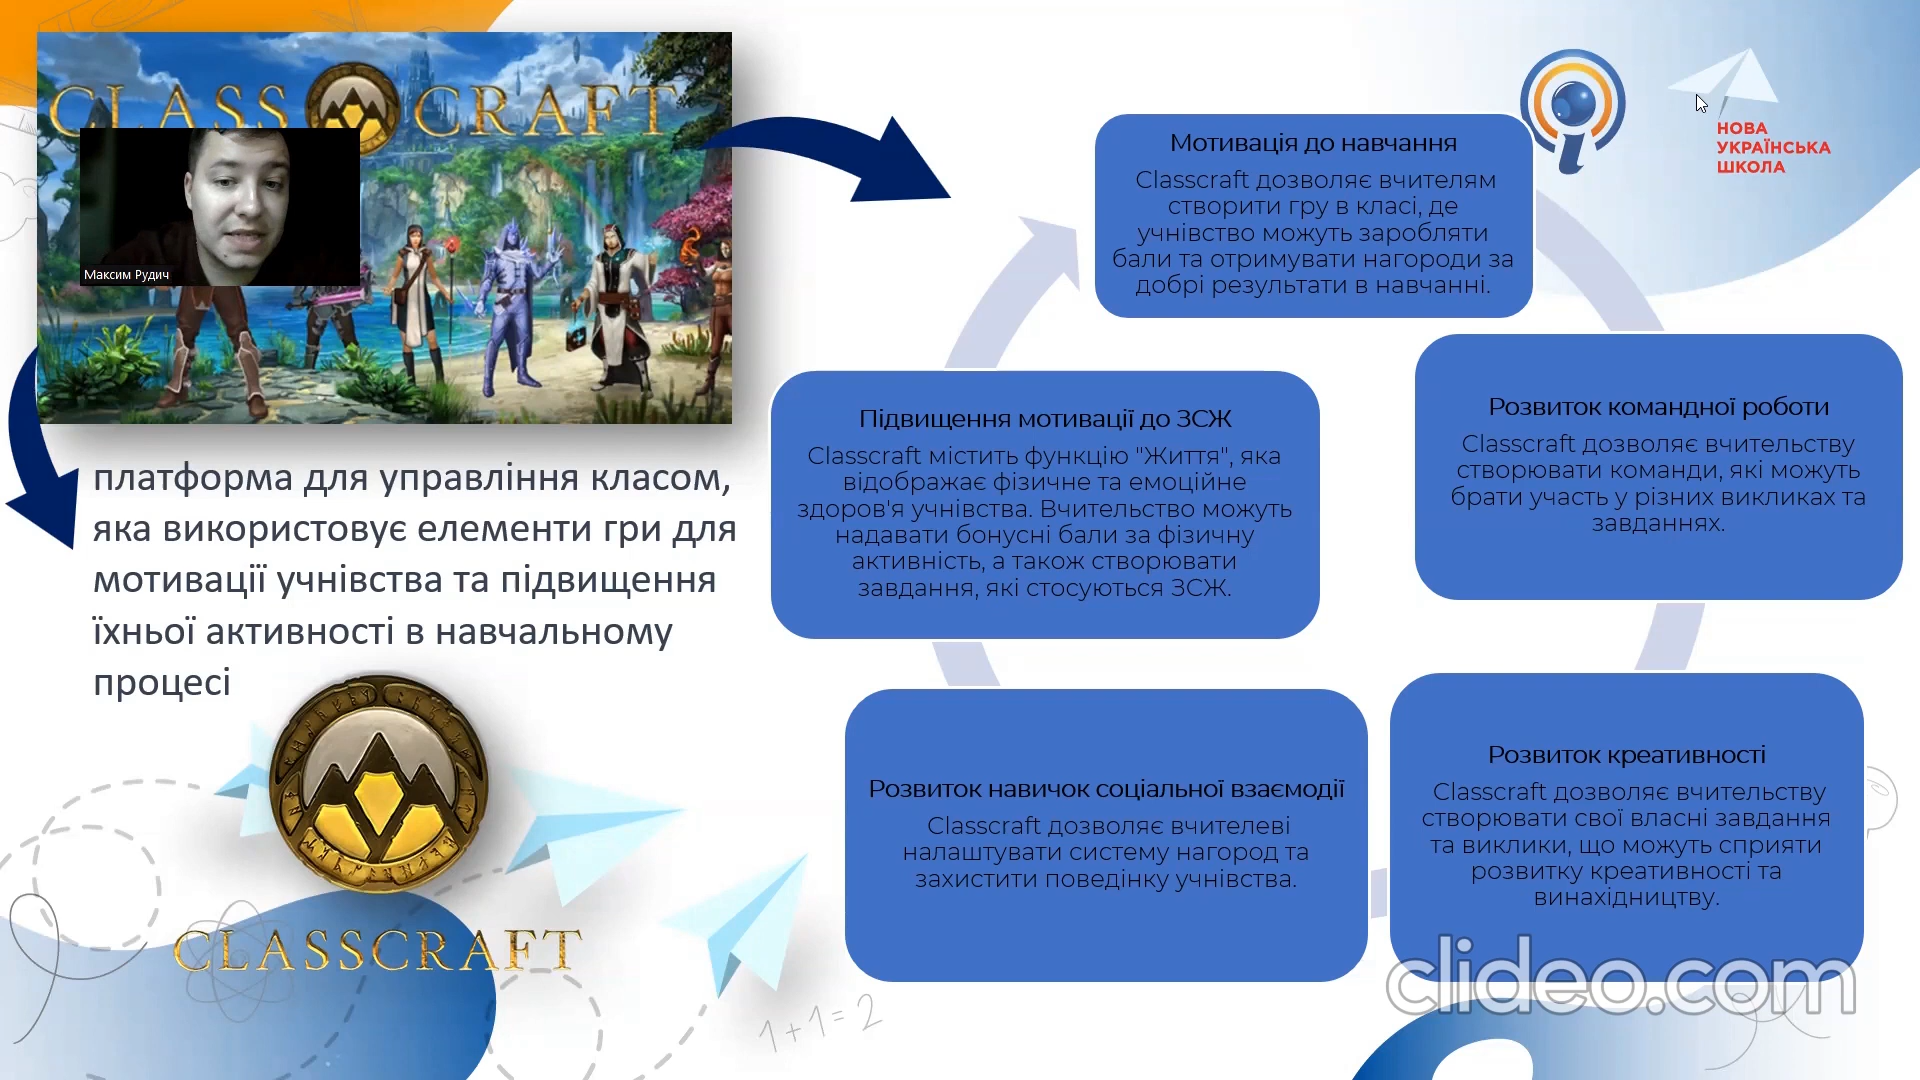 CLASS CRAFT
Максим Рудич
платформа для управління класом,
яка використовує елементи гри для
мотивації учнівства та підвищення
їхньої активності в навчальному
процесі
CLASSCRAFT
1+1=2
Мотивація до навчання
Classcraft дозволяє вчителям
створити гру в класі, де
учнівство можуть заробляти
бали та отримувати нагороди за
добрі результати в навчанні.
НОВА
УКРАЇНСЬКА
ШКОЛА
Розвиток командної роботи
Classcraft дозволяє вчительству
створювати команди, які можуть
брати участь у різних викликах та
завданнях.
Розвиток креативності
Classcraft дозволяє вчительству
створювати свої власні завдання
та виклики, що можуть сприяти
розвитку креативності та
винахідництву.
Розвиток навичок соціальної взаємодії
Classcraft дозволяє вчителеві
налаштувати систему нагород та
захистити поведінку учнівства.
Підвищення мотивації до ЗСЖ
Classcraft містить функцію "Життя", яка
відображає фізичне та емоційне
здоров'я учнівства. Вчительство можуть
надавати бонусні бали за фізичну
активність, а також створювати
завдання, які стосуються ЗСЖ.
clideo.com